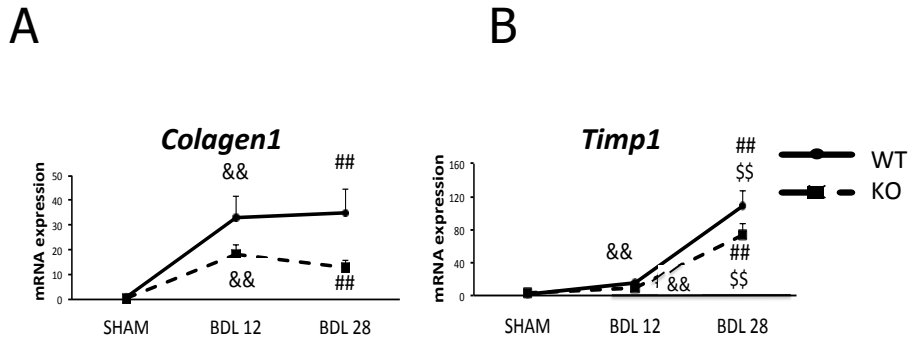 A
B
Colagen1
mRNA expression
50
40
30
20
10
0
&&
##
&&
##
SHAM
BDL 12
BDL 28
Timp1
mRNA expression
160
120
80
40
0
##
$$
&&
&&
##
$$
SHAM
BDL 12
BDL 28
WT
KO